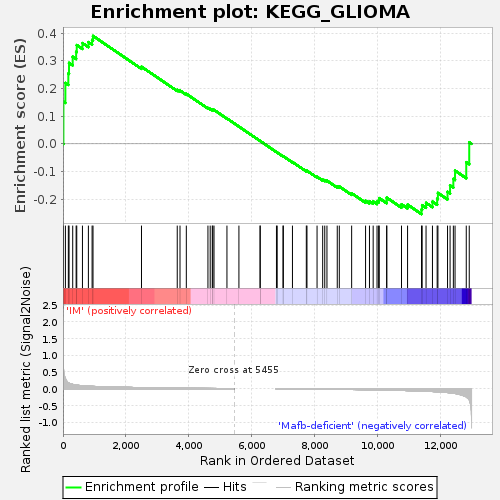 Enrichment plot: KEGG_GLIOMA
Enrichment score (ES)
0.4
0.3
0.2
0.1
0.0
-0.1
-0.2
'IM' (positively correlated)
Ranked list metric (Signal2Noise)
2.5
2.0
1.5
1.0
0.5
0.0
-0.5
-1.0
Zero cross at 5455
'Mafb-deficient' (negatively correlated)
0 2,000 4,000 6,000 8,000 10,000 12,000
Rank in Ordered Dataset
Enrichment profile Hits Ranking metric scores